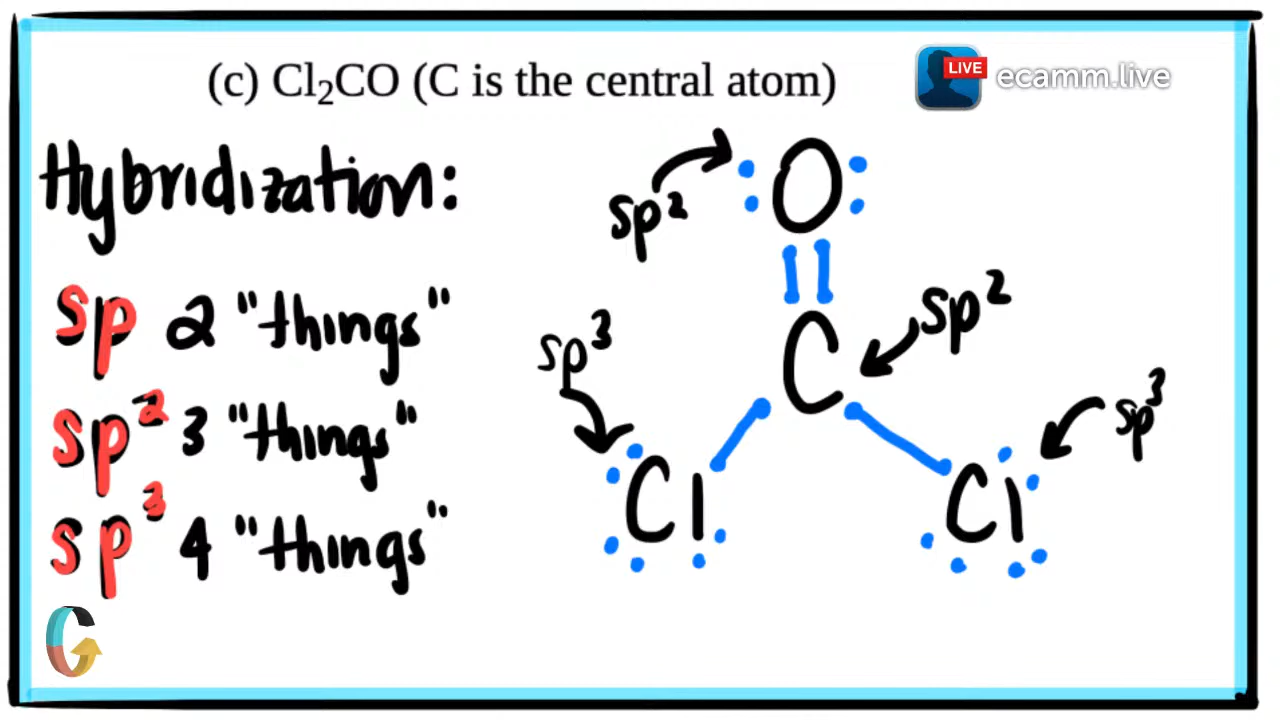 (c) Cl₂CO (C is the central atom)
LIVE
ecamm.live
Hybridization:
sp 2 "things"
sp² 3 "things"
sp³ 4 "things"
sp²
O
C
sp²
sp³
Cl
Cl
sp³